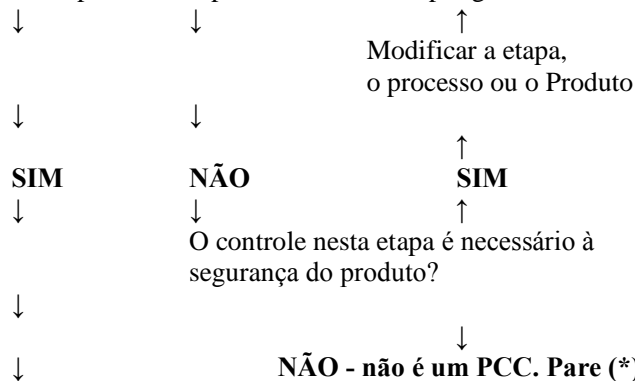 ↓ ↓ ↑
Modificar a etapa,
o processo ou o Produto
↓ ↓
↑
SIM NÃO SIM
↓ ↓ ↑
O controle nesta etapa é necessário à
segurança do produto?
↓
↓
↓ NÃO - não é um PCC. Pare (*)